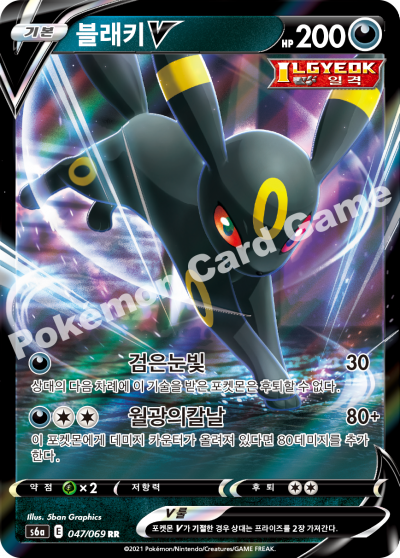 기본 블래키V HP 200
ILGYEOK
일격
Pokémon Card Game
검은눈빛 30
상대의 다음 차례에 이 기술을 받은 포켓몬은 후퇴할 수 없다.
월광의칼날 80+
이 포켓몬에게 데미지 카운터가 올려져 있다면 80데미지를 추가
한다.
약점 ×2 저항력 후퇴
Illus. 5ban Graphics
V룰
s6a E 047/069 RR
포켓몬 V가 기절한 경우 상대는 프라이즈를 2장 가져간다.
©2021 Pokémon/Nintendo/Creatures/GAME FREAK.